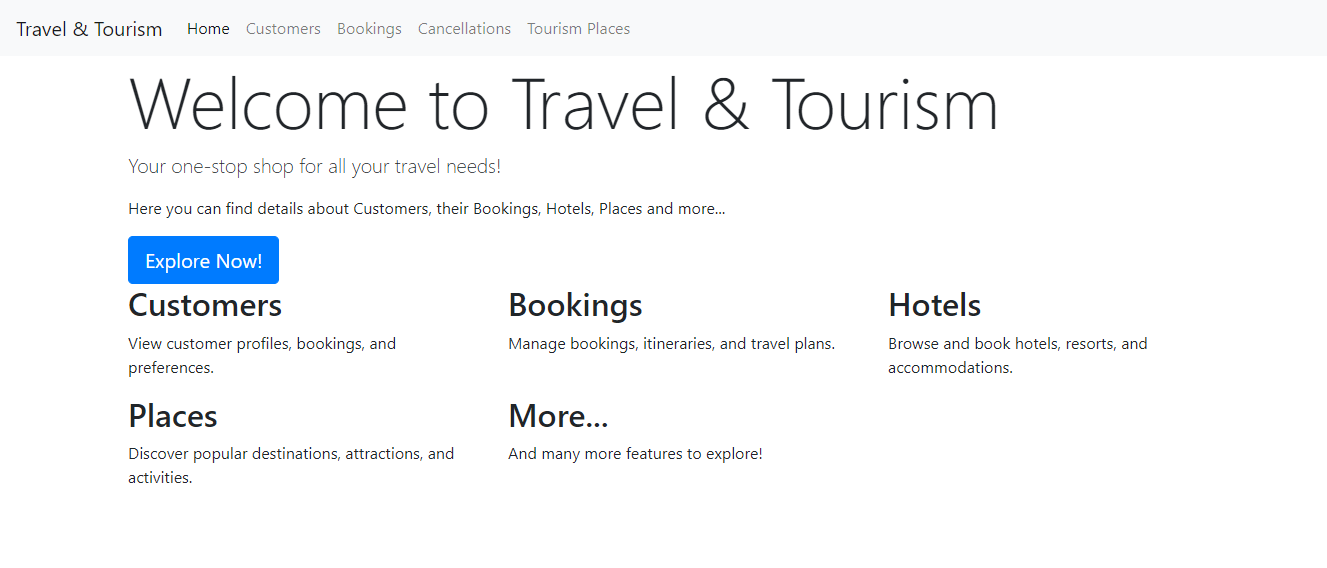 Travel & Tourism Home Customers Bookings Cancellations Tourism Places
Welcome to Travel & Tourism
Your one-stop shop for all your travel needs!
Here you can find details about Customers, their Bookings, Hotels, Places and more...
Explore Now!
Customers
View customer profiles, bookings, and
preferences.
Bookings
Manage bookings, itineraries, and travel plans.
Hotels
Browse and book hotels, resorts, and
accommodations.
Places
Discover popular destinations, attractions, and
activities.
More...
And many more features to explore!